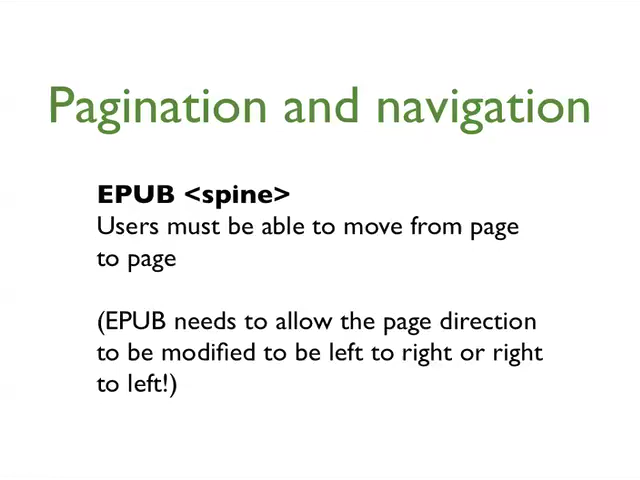 Pagination and navigation
EPUB <spine>
Users must be able to move from page
to page
(EPUB needs to allow the page direction
to be modified to be left to right or right
to left!)